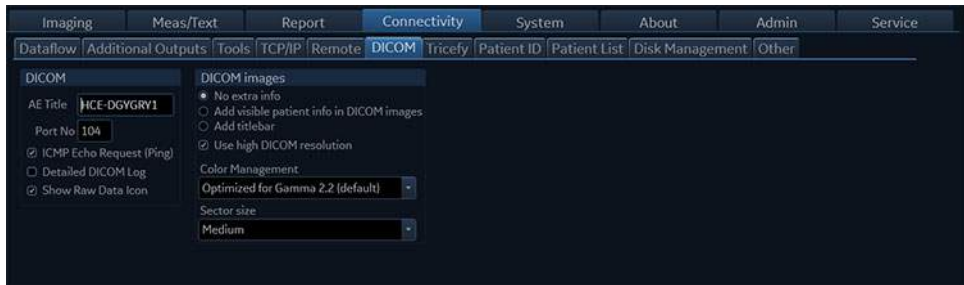 Imaging Meas/Text Report Connectivity System About Admin Service
Dataflow Additional Outputs Tools TCP/IP Remote DICOM Tricefy Patient ID Patient List Disk Management Other
DICOM
AE Title HCE-DGYGRY1
Port No 104
ICMP Echo Request (Ping)
Detailed DICOM Log
Show Raw Data Icon
DICOM images
No extra info
Add visible patient info in DICOM images
Add titlebar
Use high DICOM resolution
Color Management
Optimized for Gamma 2.2 (default)
Sector size
Medium